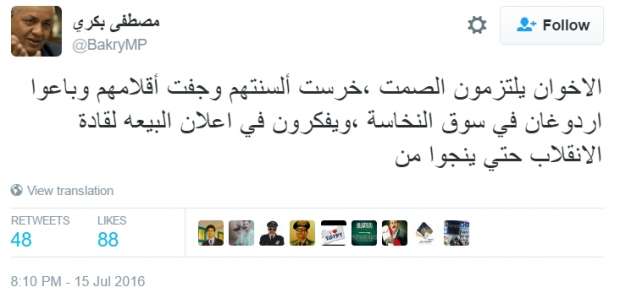 مصطفى بكري
@BakryMP
Follow
الاخوان يلتزمون الصمت ،خرست ألسنتهم وجفت أقلامهم وباعوا
اردوغان في سوق النخاسة ،ويفكرون في اعلان البيعه لقادة
الانقلاب حتي ينجوا من
View translation
RETWEETS LIKES
48 88
8:10 PM - 15 Jul 2016